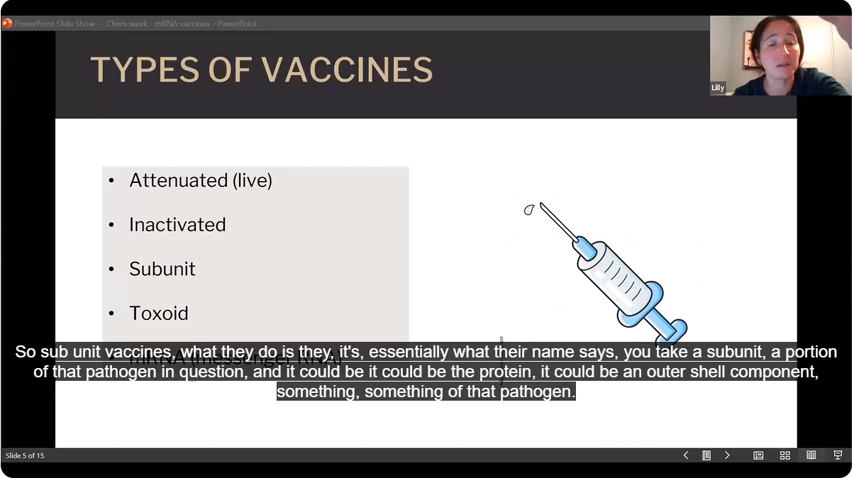 PowerPoint Slide Show - Chem week - mRNA vaccines - PowerPoint
TYPES OF VACCINES
Lilly
• Attenuated (live)
• Inactivated
• Subunit
• Toxoid
So sub unit vaccines, what they do is they, it's, essentially what their name says, you take a subunit, a portion
of that pathogen in question, and it could be it could be the protein, it could be an outer shell component,
something, something of that pathogen.
Slide 5 of 15